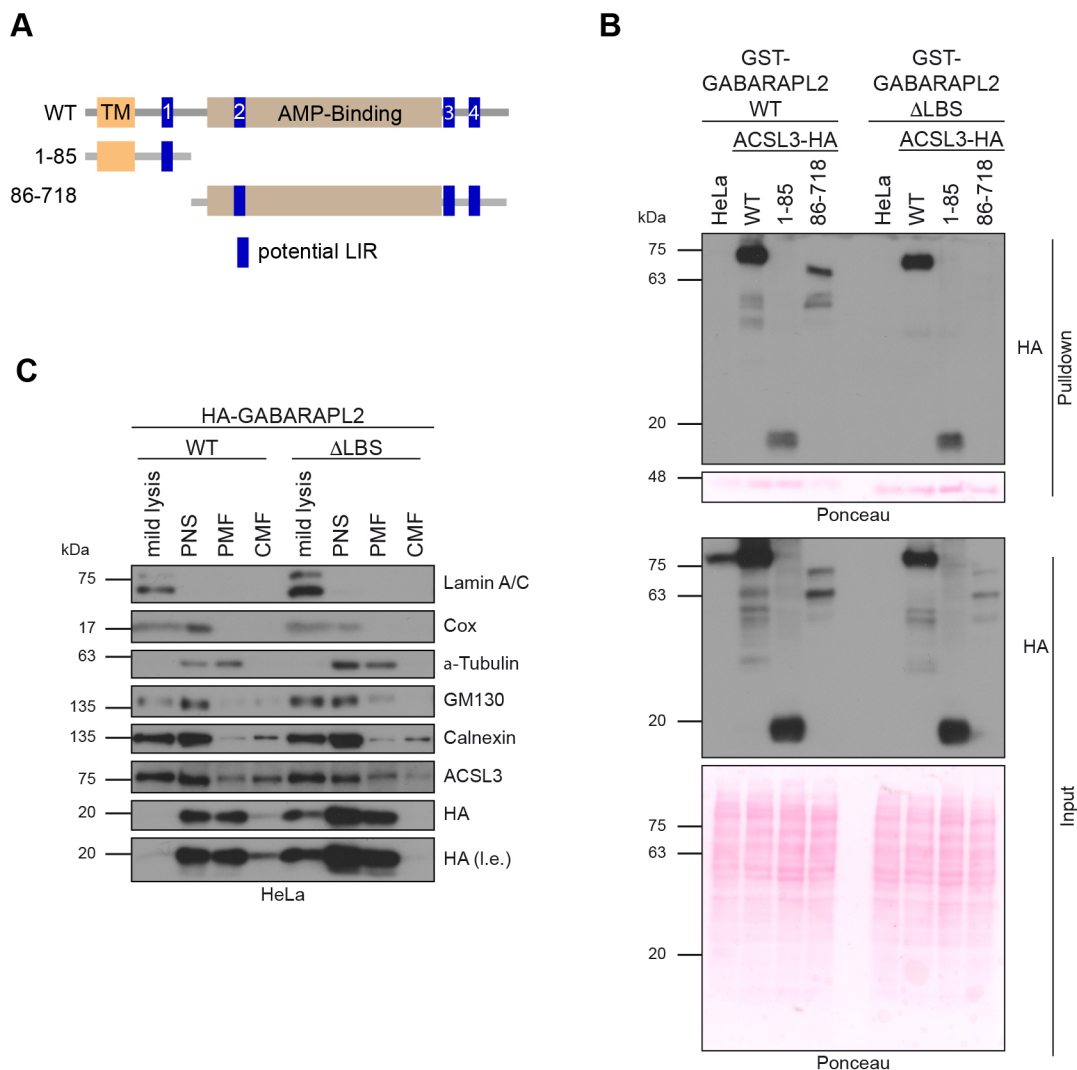 A
WT TM 1 2 AMP-Binding 3 4
1-85
86-718
potential LIR
B
GST-
GABARAPL2
WT
GST-
GABARAPL2
ΔLBS
ACSL3-HA
ACSL3-HA
HeLa WT 1-85 86-718 HeLa WT 1-85 86-718
kDa
75
63
20
HA
Pulldown
48
Ponceau
75
63
20
HA
Input
75
63
20
Ponceau
C
HA-GABARAPL2
WT ΔLBS
mild lysis PNS PMF CMF mild lysis PNS PMF CMF
kDa
75 Lamin A/C
17 Cox
63 a-Tubulin
135 GM130
135 Calnexin
75 ACSL3
20 HA
20 HA (l.e.)
HeLa